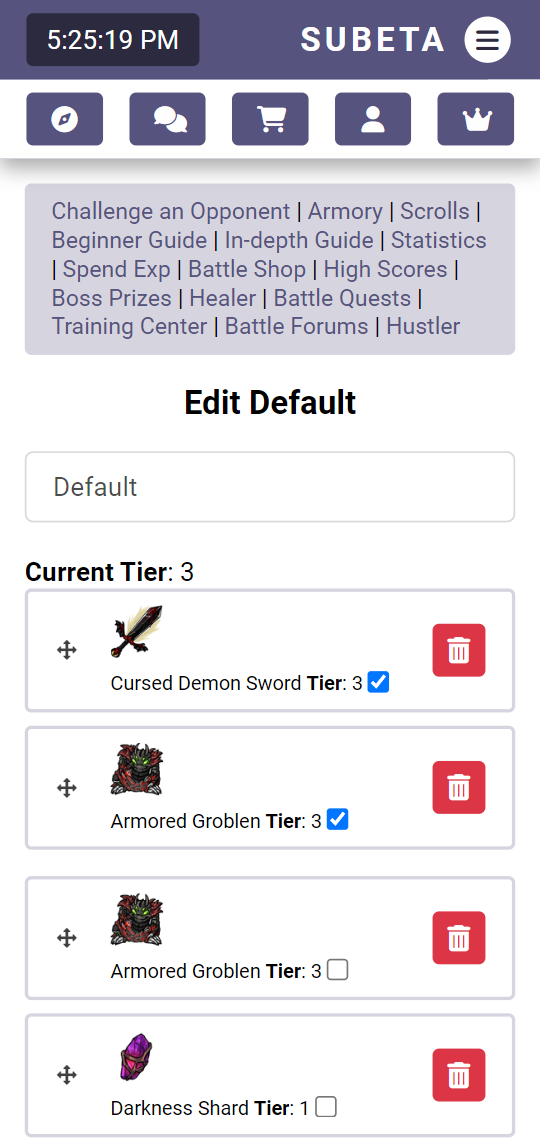 5:25:19 PM
SUBETA
Challenge an Opponent | Armory | Scrolls |
Beginner Guide | In-depth Guide | Statistics
| Spend Exp | Battle Shop | High Scores |
Boss Prizes | Healer | Battle Quests |
Training Center | Battle Forums | Hustler
Edit Default
Default
Current Tier: 3
Cursed Demon Sword Tier: 3
Armored Groblen Tier: 3
Armored Groblen Tier: 3
Darkness Shard Tier: 1